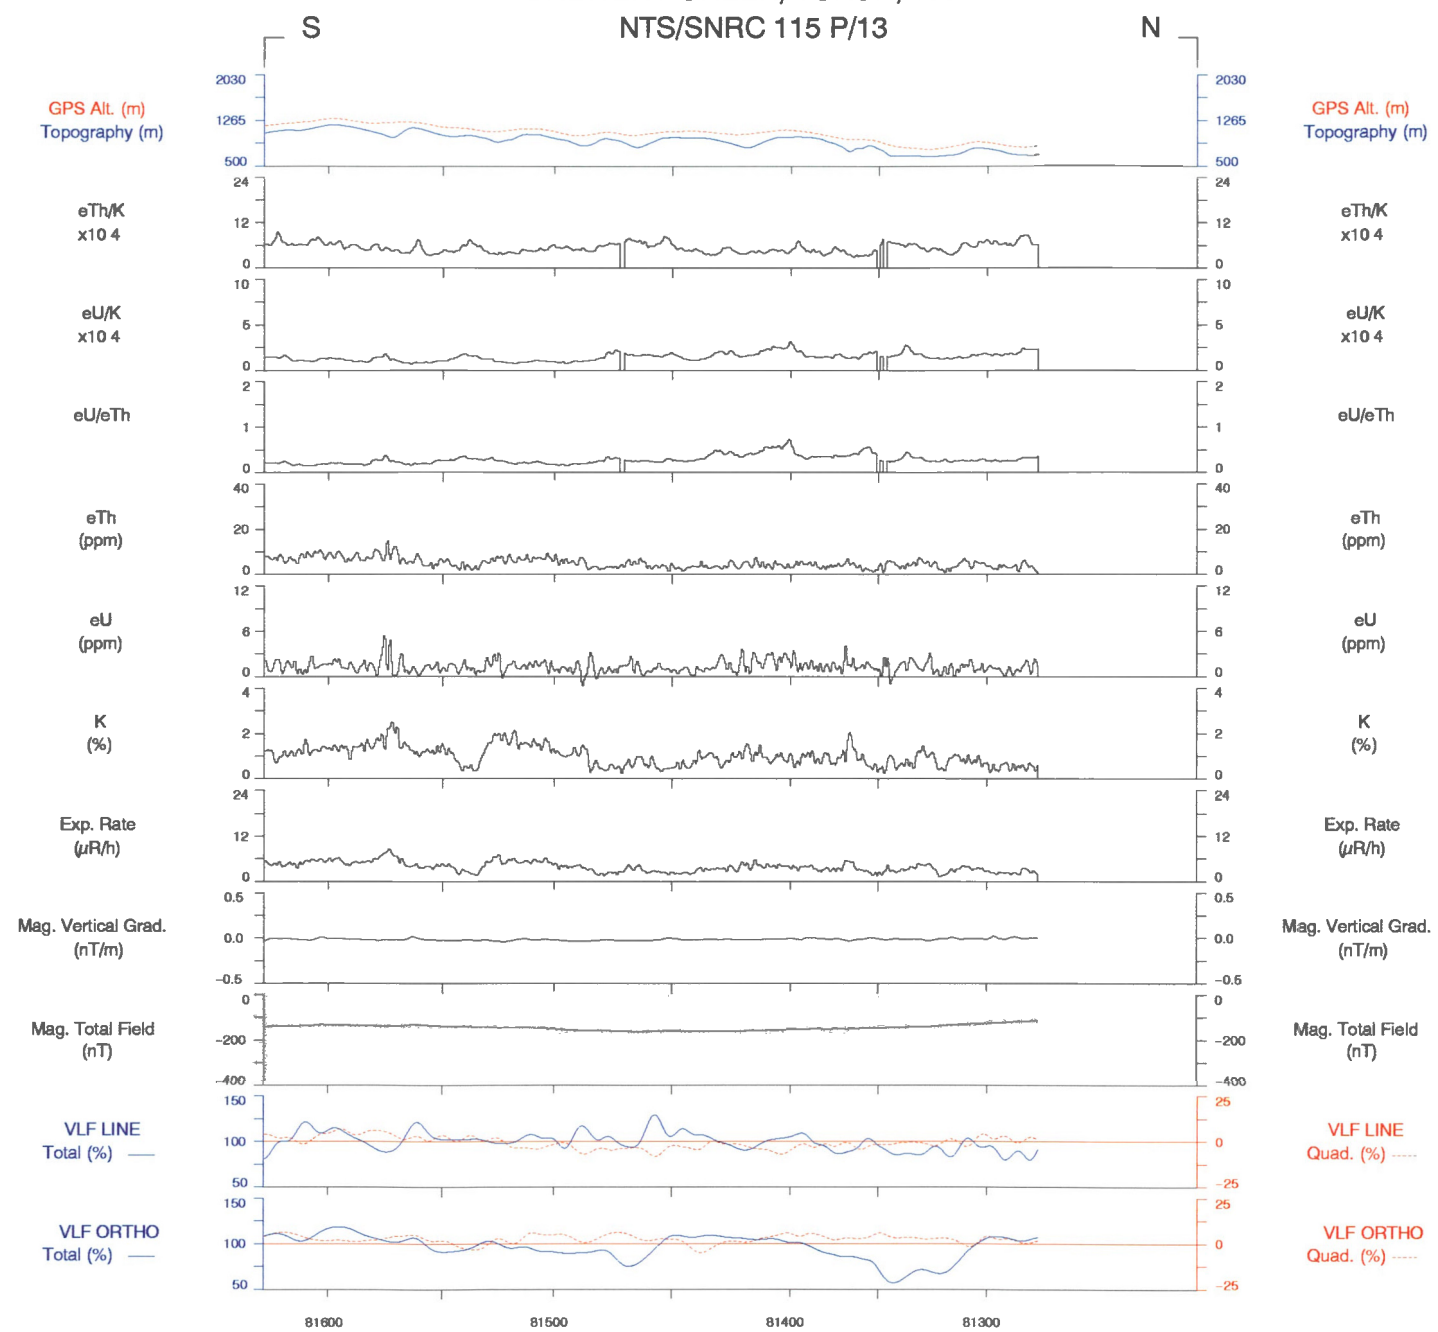 S NTS/SNRC 115 P/13 N
2030 2030
GPS Alt. (m) 1265 1265 GPS Alt. (m)
Topography (m) Topography (m)
500 500
24 24
eTh/K 12 12 eTh/K
x10 4 x10 4
0 0
10 10
eU/K 5 5 eU/K
x10 4 x10 4
0 0
2 2
eU/eTh 1 1 eU/eTh
0 0
40 40
eTh 20 20 eTh
(ppm) (ppm)
0 0
12 12
eU 6 6 eU
(ppm) (ppm)
0 0
4 4
K 2 2 K
(%) (%)
0 0
24 24
Exp. Rate 12 12 Exp. Rate
(µR/h) (µR/h)
0 0
0.5 0.5
Mag. Vertical Grad. 0.0 0.0 Mag. Vertical Grad.
(nT/m) (nT/m)
-0.5 -0.5
0 0
Mag. Total Field -200 -200 Mag. Total Field
(nT) (nT)
-400 -400
150 25
VLF LINE 100 0 VLF LINE
Total (%) Quad. (%)
50 -25
150 25
VLF ORTHO 100 0 VLF ORTHO
Total (%) Quad. (%)
50 -25
81600 81500 81400 81300